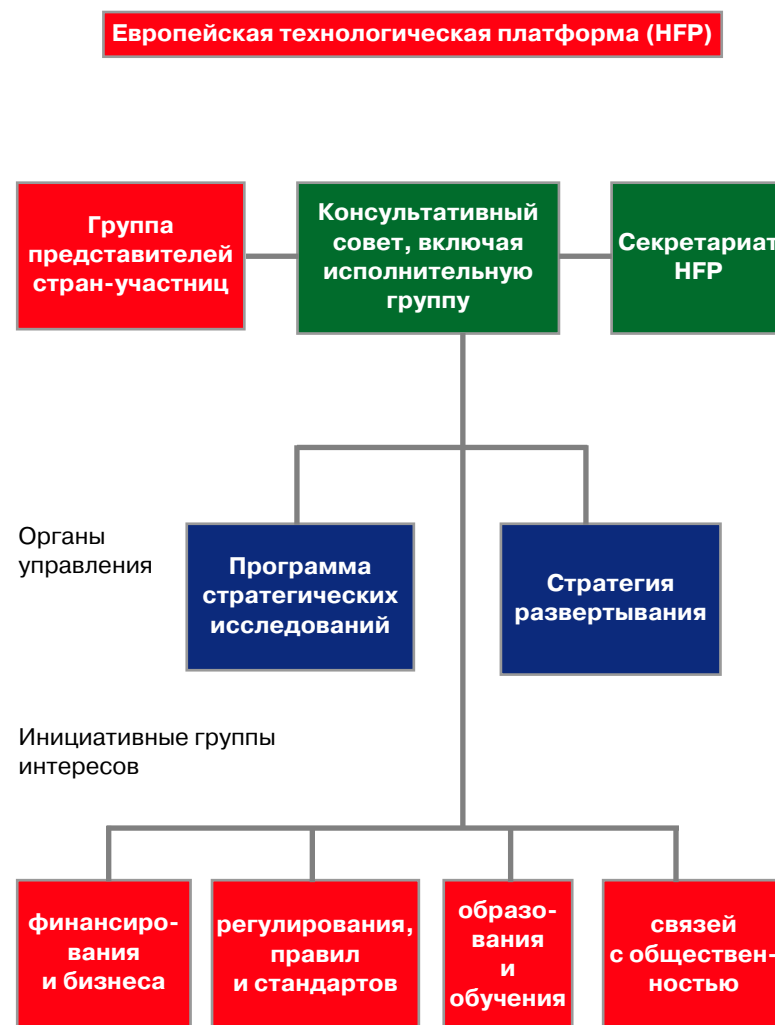 Европейская технологическая платформа (HFP)
Группа
представителей
стран-участниц
Консультативный
совет, включая
исполнительную
группу
Секретариат
HFP
Органы
управления
Программа
стратегических
исследований
Стратегия
развертывания
Инициативные группы
интересов
финансиро-
вания
и бизнеса
регулирования,
правил
и стандартов
образо-
вания
и
обучения
связей
с обществен-
ностью